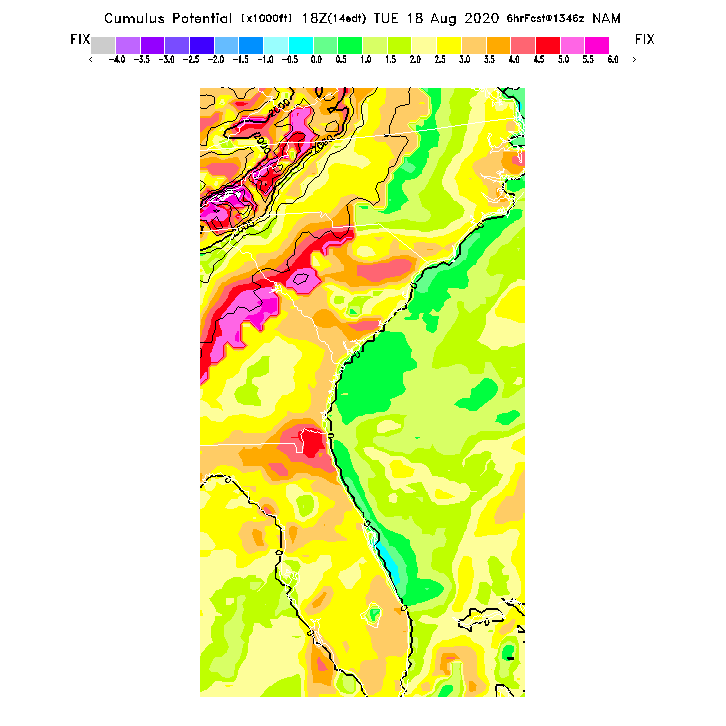 Cumulus Potential [x1000ft] 18Z(14edt) TUE 18 Aug 2020 6hrFcst@1346z NAM
FIX FIX
< -4.0 -3.5 -3.0 -2.5 -2.0 -1.5 -1.0 -0.5 0.0 0.5 1.0 1.5 2.0 2.5 3.0 3.5 4.0 4.5 5.0 5.5 6.0 >
2000
2000